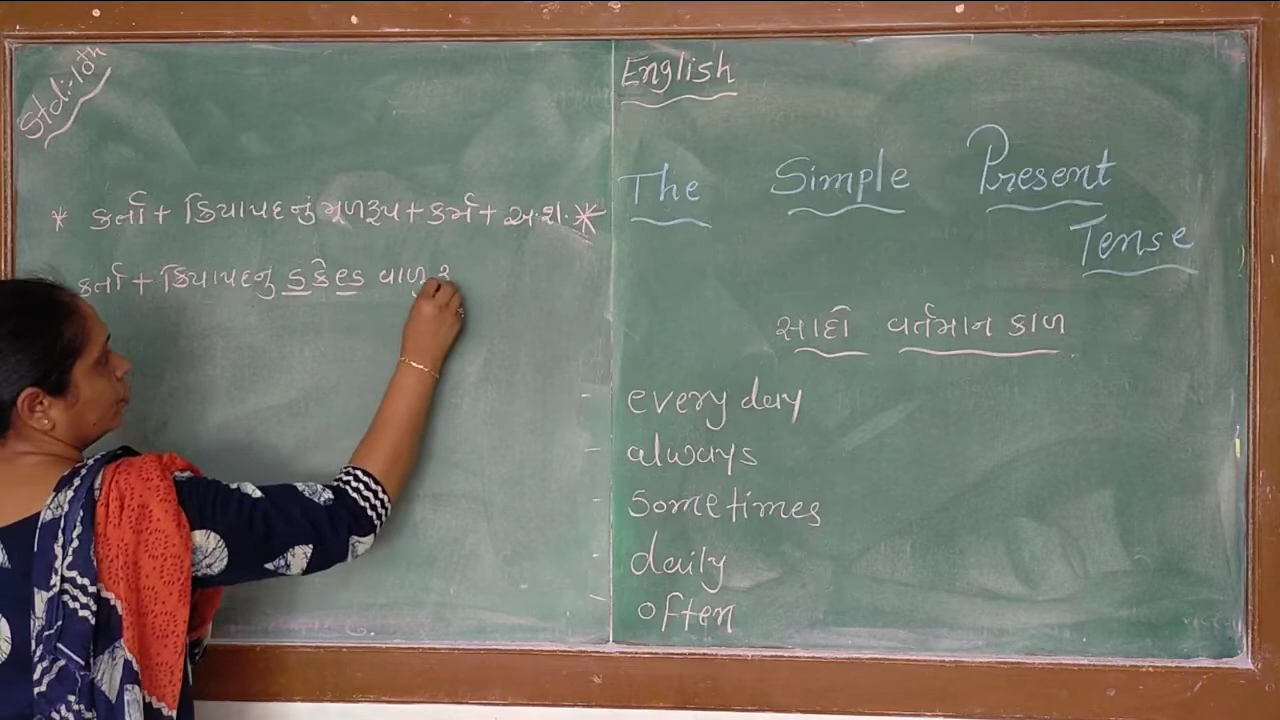 Std:-10th
* કર્તા + ક્રિયાપદનું મૂળરૂપ + કર્મ + અ.શ. *
કર્તા + ક્રિયાપદનુ વાળુ રૂ
English
The Simple Present
Tense
સાદો વર્તમાન કાળ
- every day
- always
- sometimes
- daily
- often